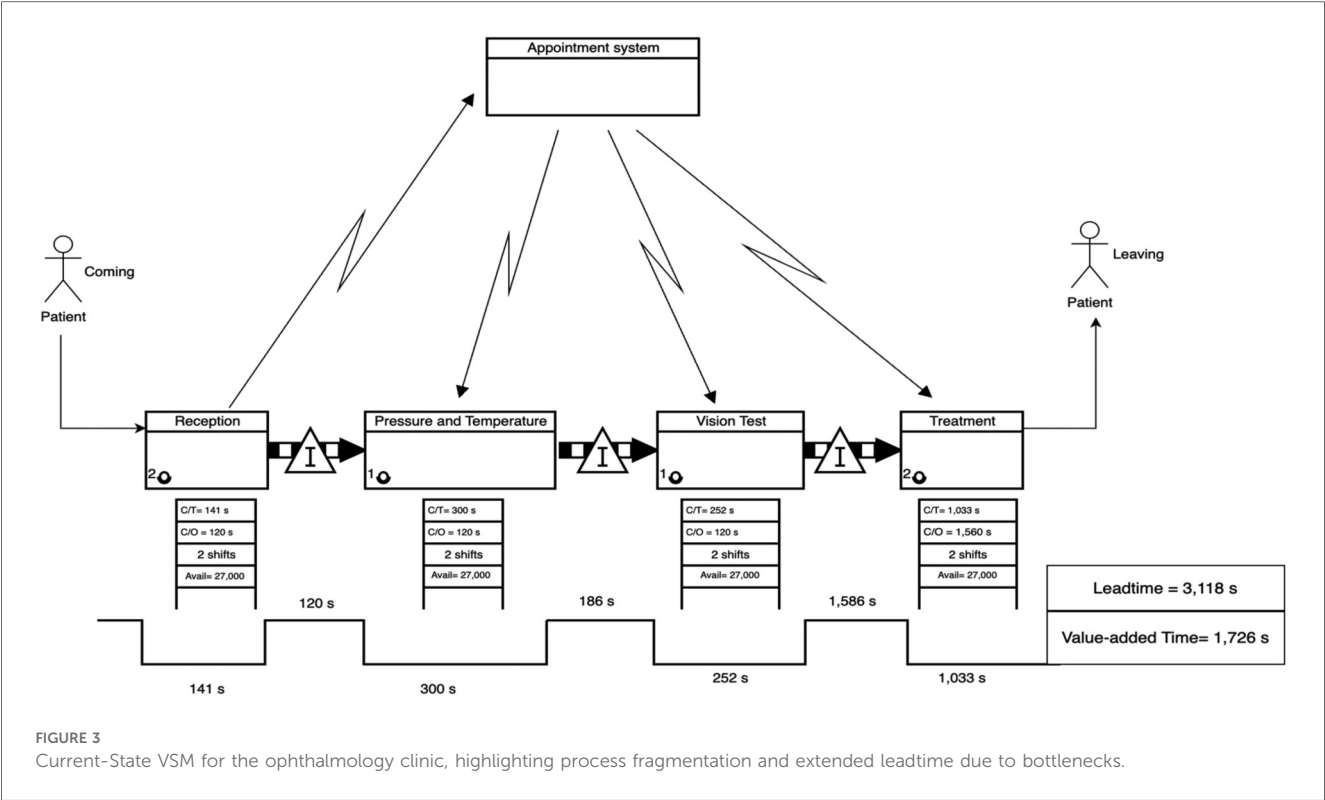 Appointment system
Coming
Patient
Leaving
Patient
Reception
2
Pressure and Temperature
1
Vision Test
1
Treatment
2
I
I
I
C/T= 141 s
C/O = 120 s
2 shifts
Avail= 27,000
C/T= 300 s
C/O = 120 s
2 shifts
Avail= 27,000
C/T= 252 s
C/O = 120 s
2 shifts
Avail= 27,000
C/T= 1,033 s
C/O = 1,560 s
2 shifts
Avail= 27,000
120 s
186 s
1,586 s
141 s
300 s
252 s
1,033 s
Leadtime = 3,118 s
Value-added Time= 1,726 s
FIGURE 3
Current-State VSM for the ophthalmology clinic, highlighting process fragmentation and extended leadtime due to bottlenecks.